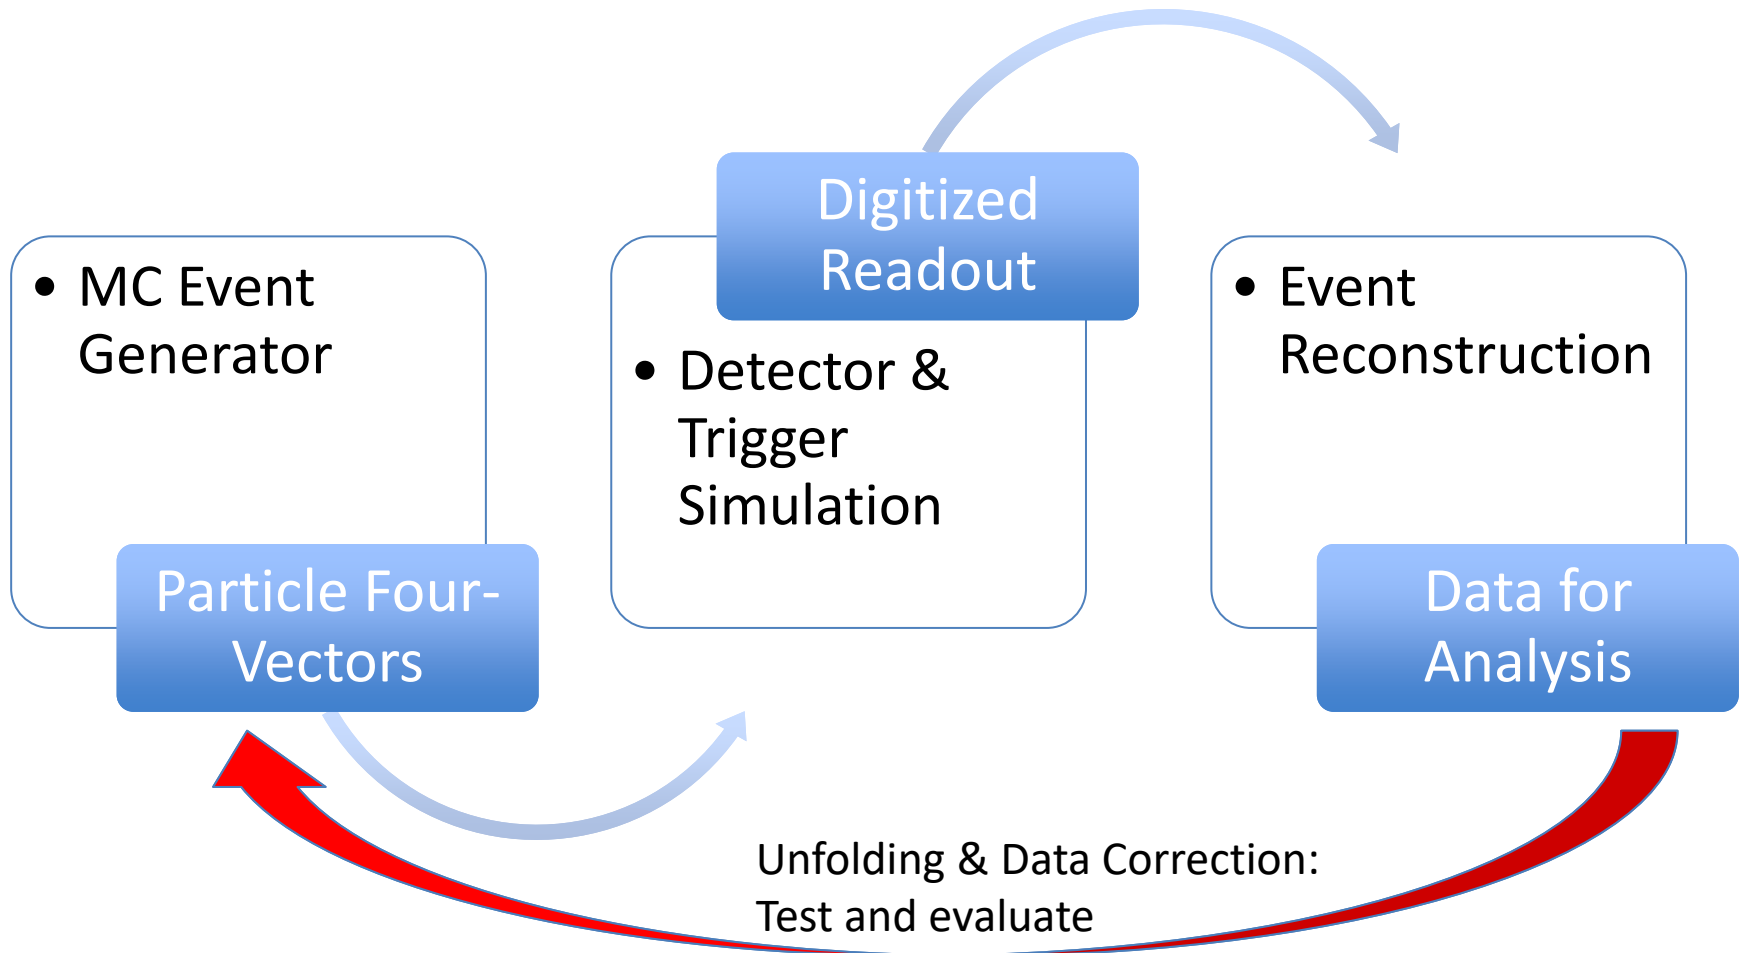 • MC Event
Generator
Particle Four-
Vectors
Digitized
Readout
• Detector &
Trigger
Simulation
• Event
Reconstruction
Data for
Analysis
Unfolding & Data Correction:
Test and evaluate